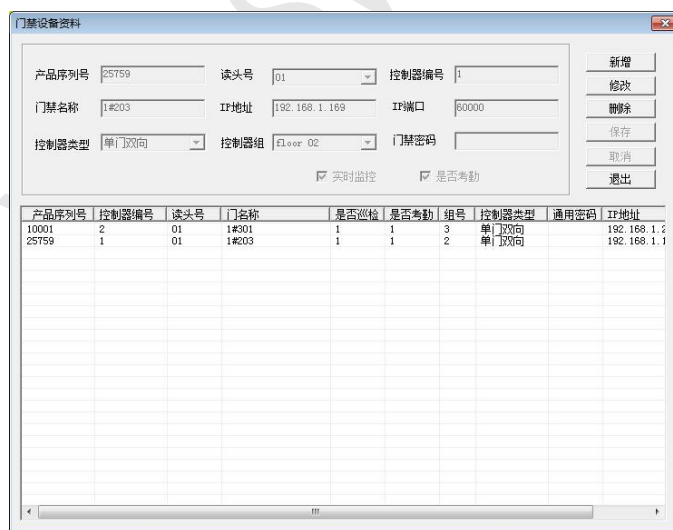 门禁设备资料
产品序列号 25759 读头号 01 控制器编号 1 新增
修改
门禁名称 1#203 IP地址 192.168.1.169 IP端口 60000 删除
控制器类型 单门双向 控制器组 floor 02 门禁密码 保存
取消
实时监控 是否考勤 退出
产品序列号 控制器编号 读头号 门名称 是否巡检 是否考勤 组号 控制器类型 通用密码 IP地址
10001 2 01 1#301 1 1 3 单门双向 192.168.1.2
25759 1 01 1#203 1 1 2 单门双向 192.168.1.1